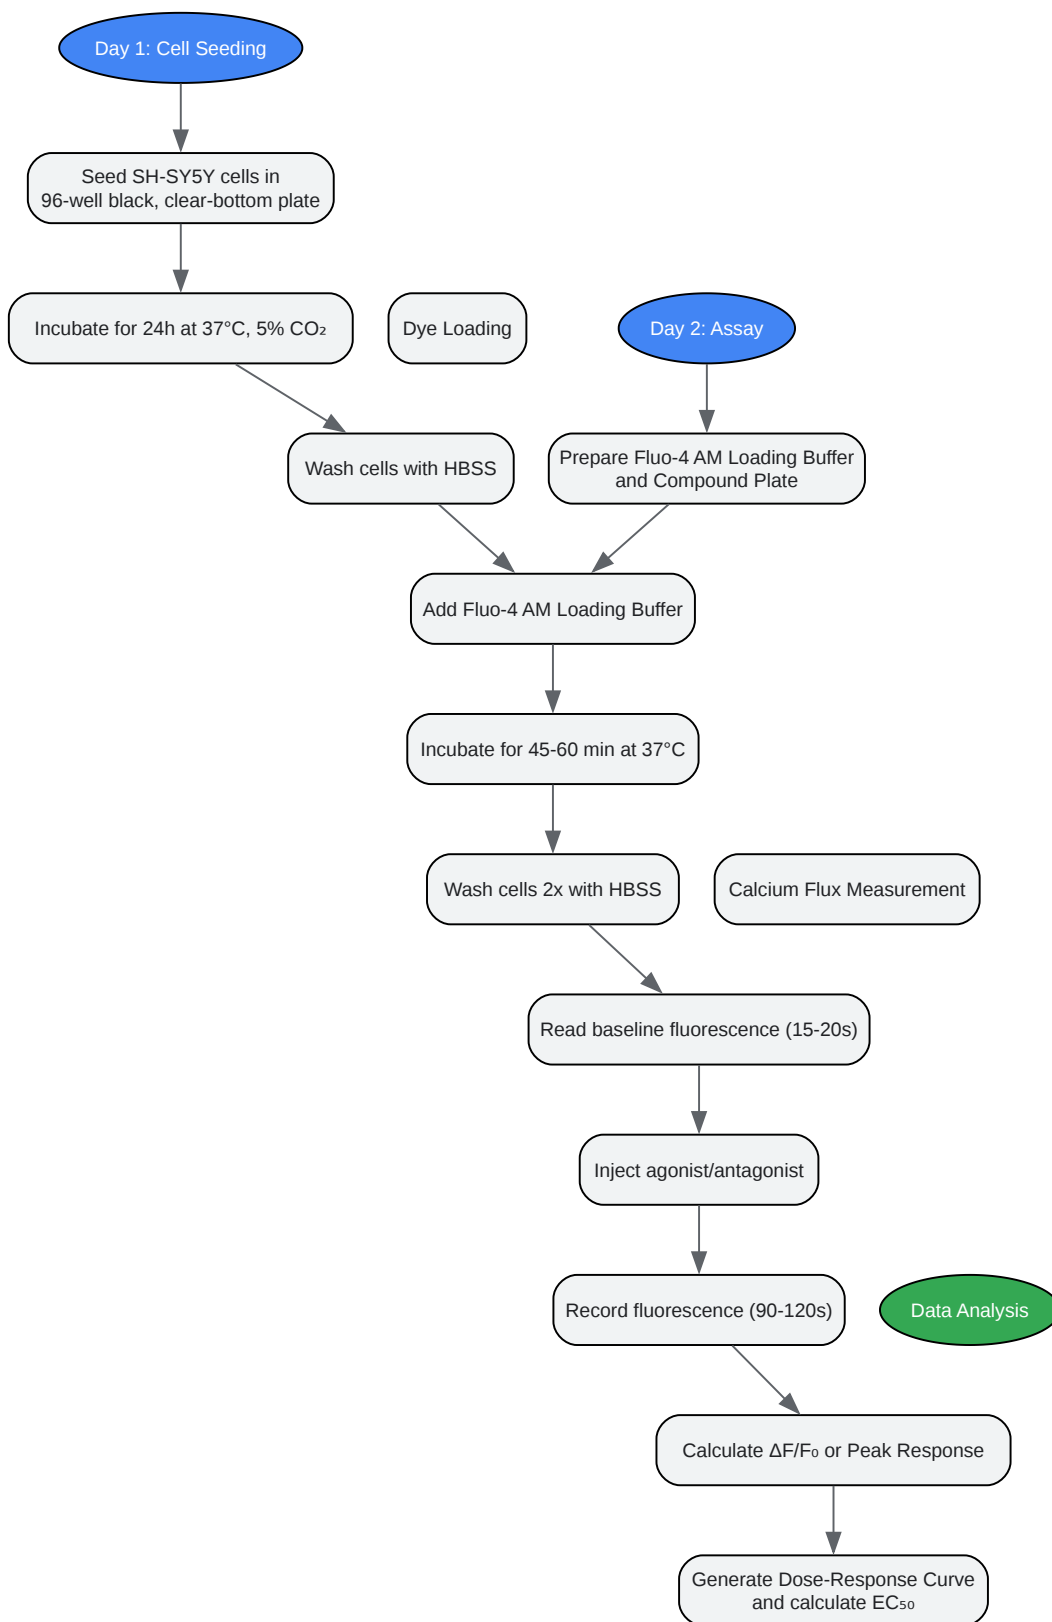 Day 1: Cell Seeding
Seed SH-SY5Y cells in
96-well black, clear-bottom plate
Incubate for 24h at 37°C, 5% CO₂
Dye Loading
Day 2: Assay
Wash cells with HBSS
Prepare Fluo-4 AM Loading Buffer
and Compound Plate
Add Fluo-4 AM Loading Buffer
Incubate for 45-60 min at 37°C
Wash cells 2x with HBSS
Calcium Flux Measurement
Read baseline fluorescence (15-20s)
Inject agonist/antagonist
Record fluorescence (90-120s)
Data Analysis
Calculate ΔF/F₀ or Peak Response
Generate Dose-Response Curve
and calculate EC₅₀